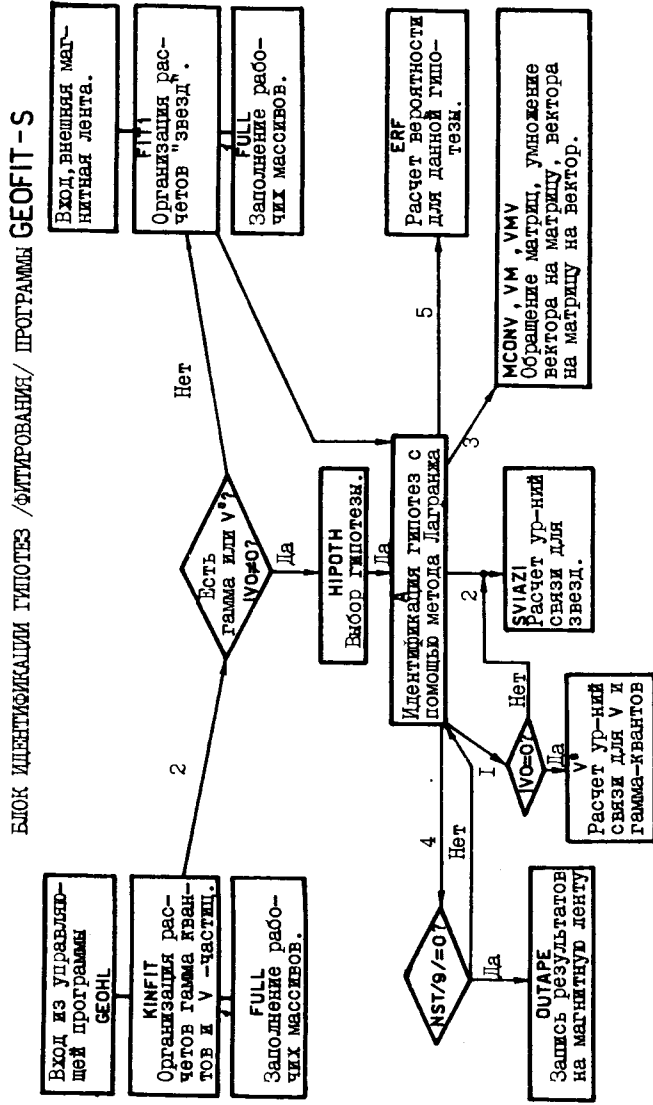 БЛОК ИДЕНТИФИКАЦИИ ГИПОТЕЗ /ФИТИРОВАНИЯ/ ПРОГРАММЫ GEOFIT-S
Вход из управляю-
щей программы
GEOHL
KINFIT
Организация рас-
четов гамма кван-
тов и V -частиц.
FULL
Заполнение рабо-
чих массивов.
2
Есть
гамма или V°?
IV0≠0?
Нет
Да
Вход, внешняя маг-
нитная лента.
FIT1
Организация рас-
четов "звезд".
FULL
Заполнение рабо-
чих массивов.
HIPOTH
Выбор гипотезы.
Да
Идентификация гипотез с
помощью метода Лагранжа
4
Нет
NST/9/=0?
Да
OUTAPE
Запись результатов
на магнитную ленту
I
IV0=0?
Нет
Да
V°
Расчет ур-ний
связи для V и
гамма-квантов
2
SVIAZI
Расчет ур-ний
связи для
звезд.
3
MCONV, VM, VMV
Обращение матриц, умножение
вектора на матрицу, вектора
на матрицу на вектор.
5
ERF
Расчет вероятности
для данной гипо-
тезы.